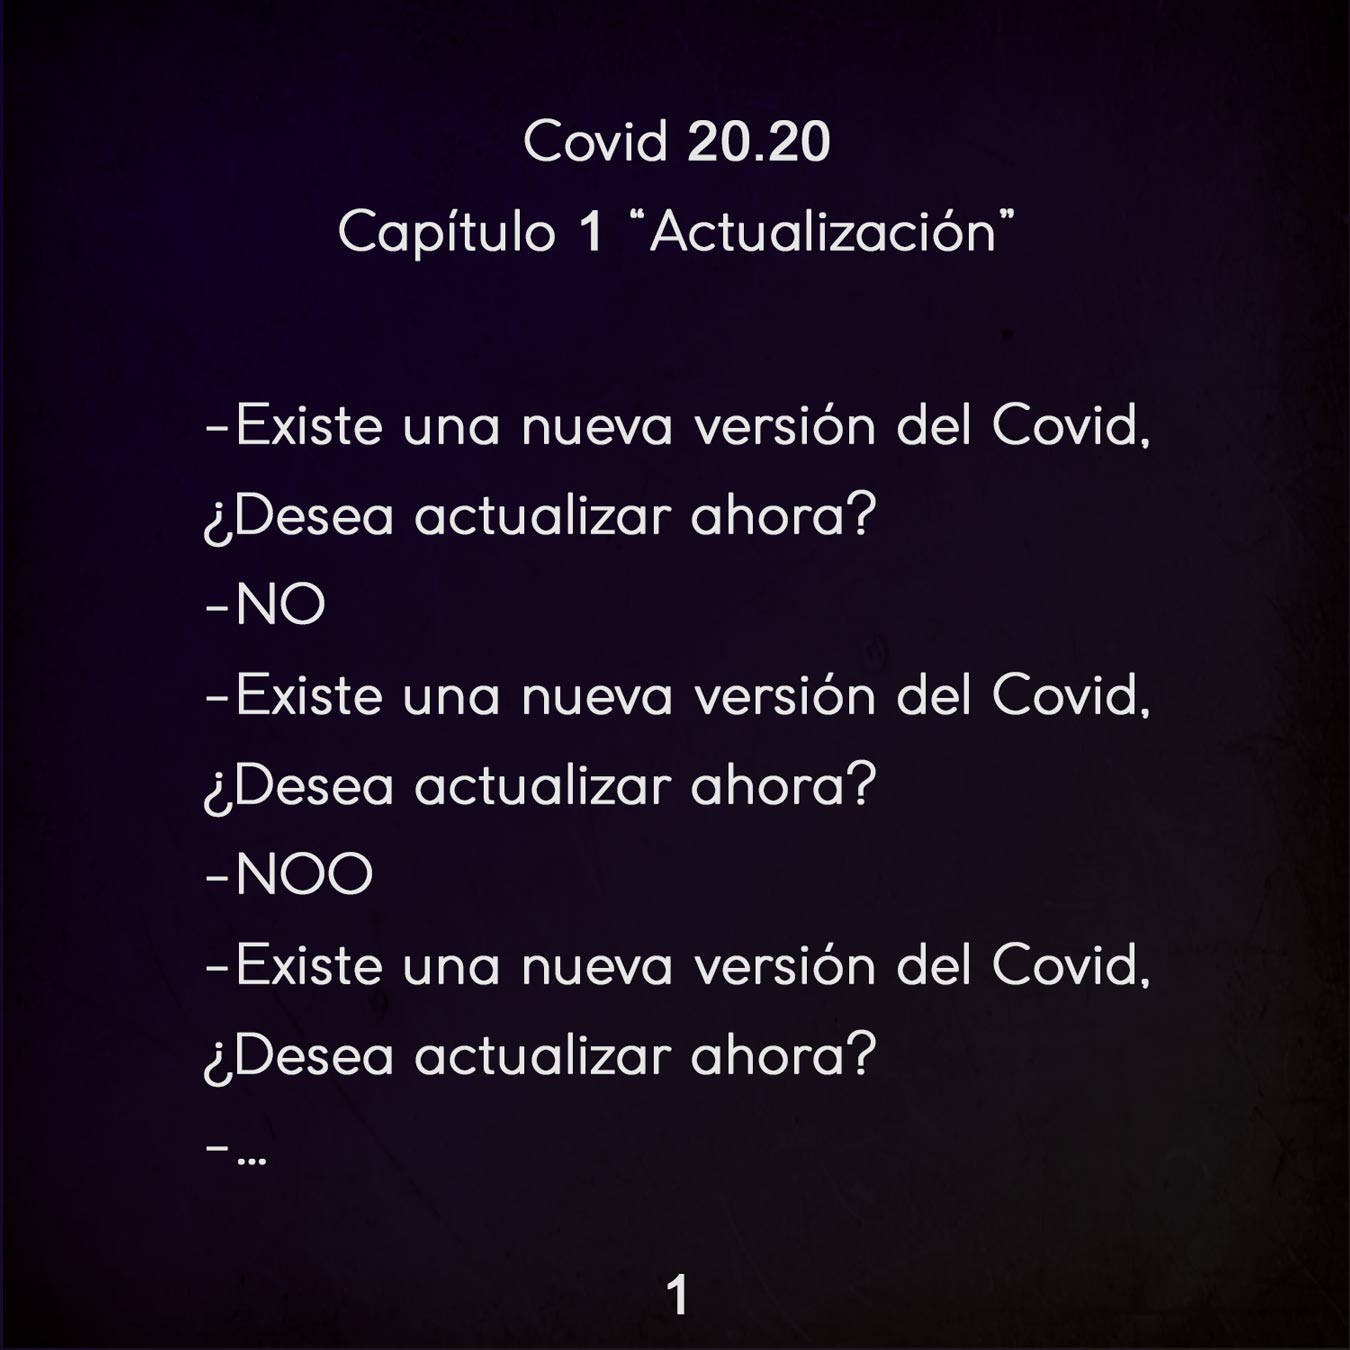 Covid 20.20
Capítulo 1 “Actualización”
-Existe una nueva versión del Covid,
¿Desea actualizar ahora?
-NO
-Existe una nueva versión del Covid,
¿Desea actualizar ahora?
-NOO
-Existe una nueva versión del Covid,
¿Desea actualizar ahora?
-...
1